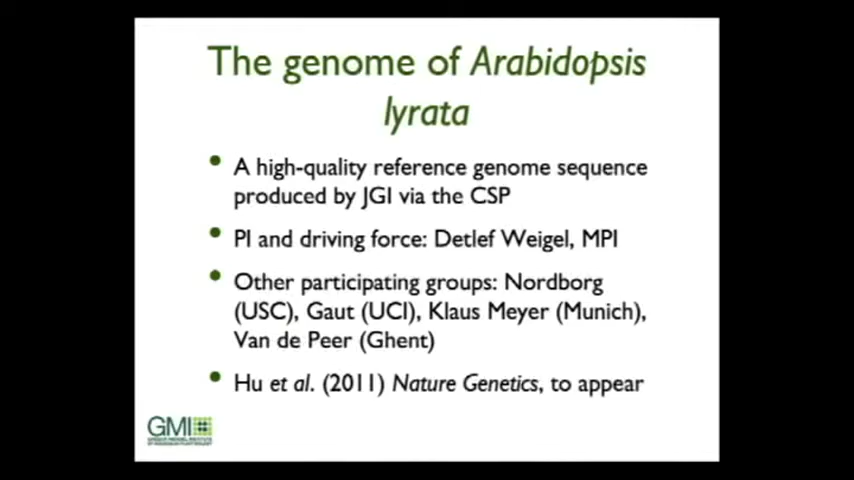 The genome of Arabidopsis
lyrata
• A high-quality reference genome sequence
produced by JGI via the CSP
• PI and driving force: Detlef Weigel, MPI
• Other participating groups: Nordborg
(USC), Gaut (UCI), Klaus Meyer (Munich),
Van de Peer (Ghent)
• Hu et al. (2011) Nature Genetics, to appear
GMI